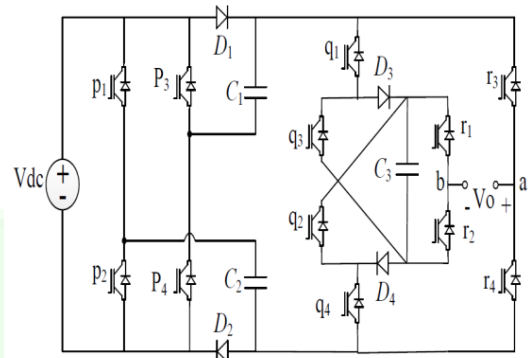 D₁
q₁
p₁
P₃
C₁
D₃
r₃
q₃
r₁
Vdc
+
-
C₃
b
a
- Vo +
q₂
r₂
p₂
P₄
C₂
D₄
r₄
q₄
D₂